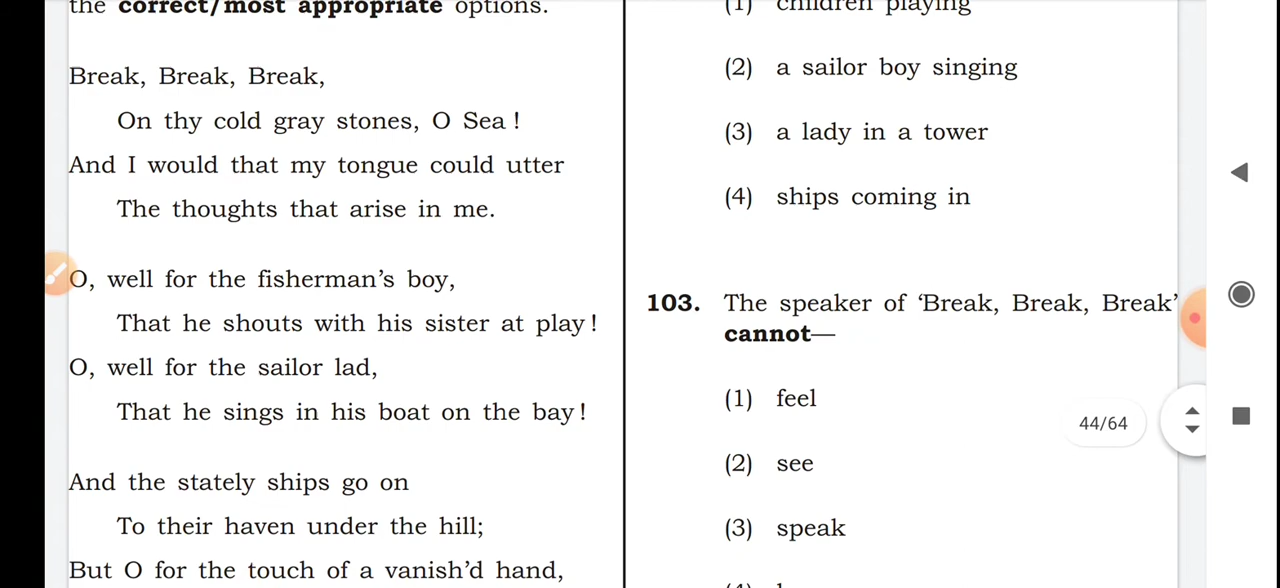 the correct/most appropriate options.
Break, Break, Break,
On thy cold gray stones, O Sea !
And I would that my tongue could utter
The thoughts that arise in me.
O, well for the fisherman's boy,
That he shouts with his sister at play !
O, well for the sailor lad,
That he sings in his boat on the bay !
And the stately ships go on
To their haven under the hill;
But O for the touch of a vanish'd hand,
(1) children playing
(2) a sailor boy singing
(3) a lady in a tower
(4) ships coming in
103. The speaker of ‘Break, Break, Break’
cannot—
(1) feel
(2) see
(3) speak
44/64